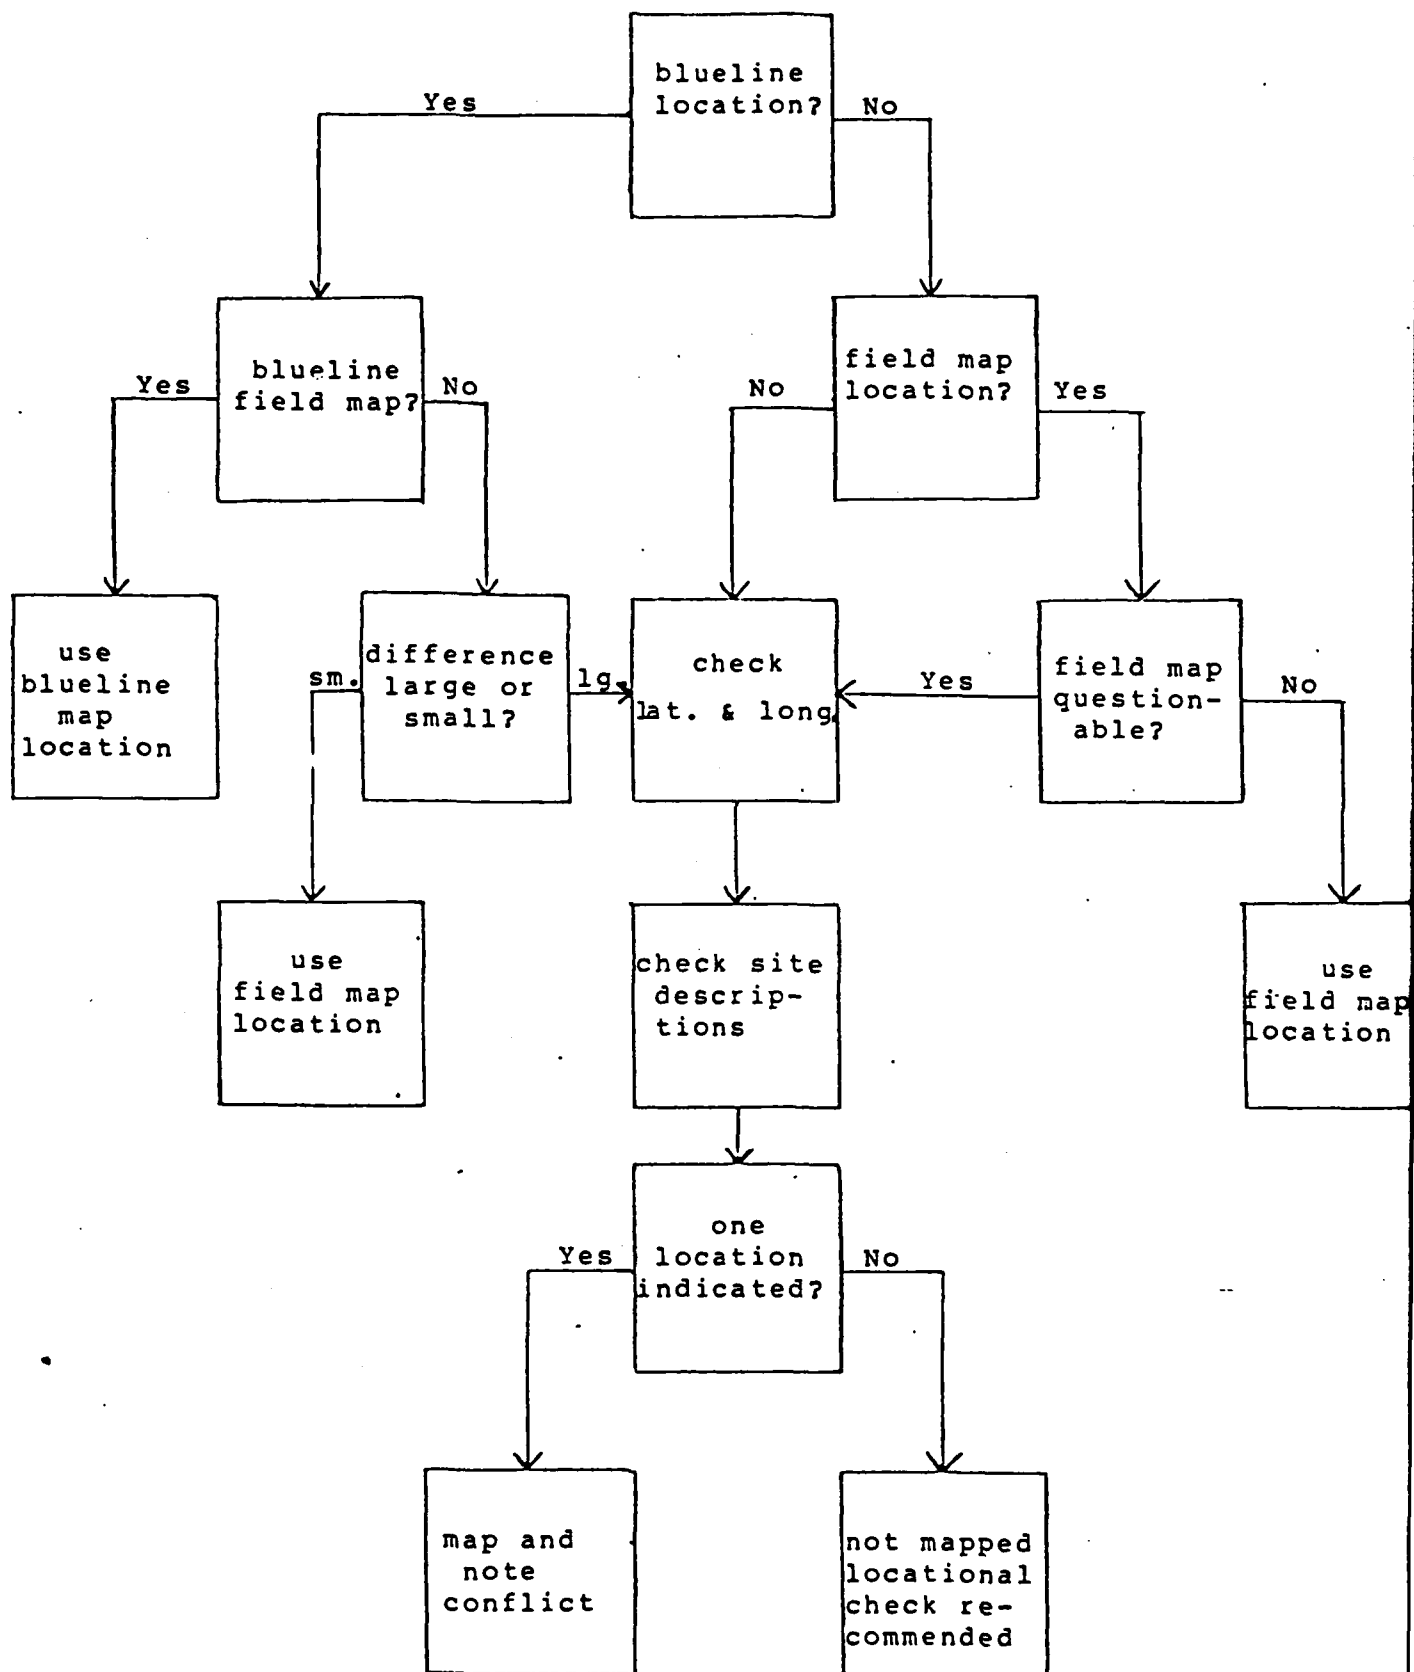 blueline
location?
Yes
No
blueline
field map?
Yes
No
field map
location?
No
Yes
use
blueline
map
location
difference
large or
small?
sm.
lg.
check
lat. & long.
Yes
field map
question-
able?
No
use
field map
location
check site
descrip-
tions
use
field map
location
one
location
indicated?
Yes
No
map and
note
conflict
not mapped
locational
check re-
commended